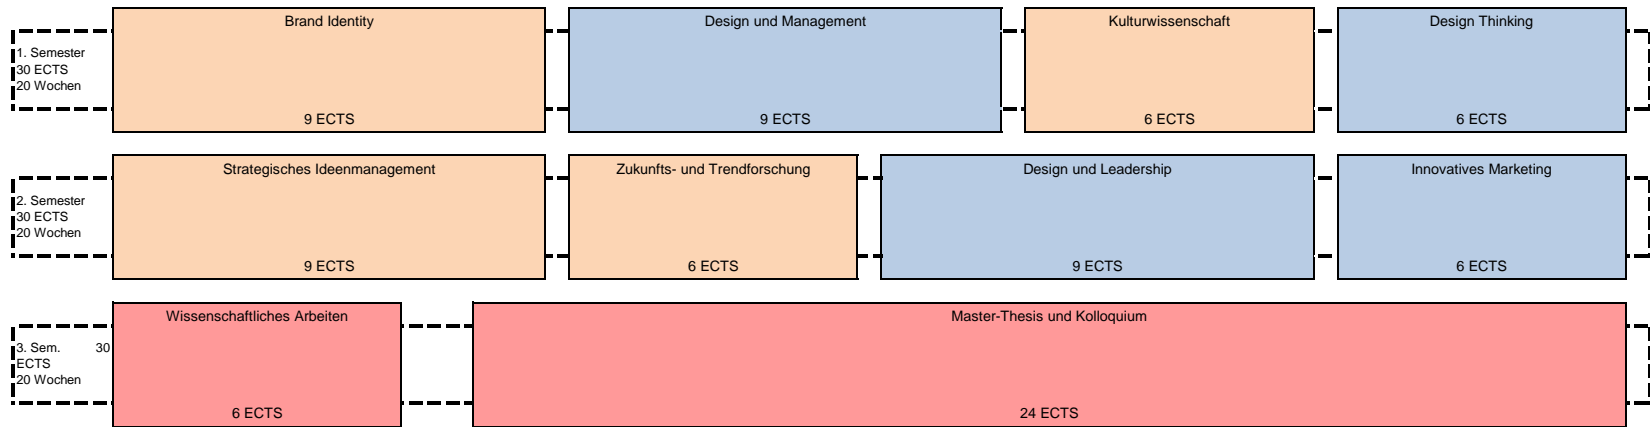 Brand Identity
Design und Management
Kulturwissenschaft
Design Thinking
1. Semester
30 ECTS
20 Wochen
9 ECTS
9 ECTS
6 ECTS
6 ECTS
Strategisches Ideenmanagement
Zukunfts- und Trendforschung
Design und Leadership
Innovatives Marketing
2. Semester
30 ECTS
20 Wochen
9 ECTS
6 ECTS
9 ECTS
6 ECTS
Wissenschaftliches Arbeiten
Master-Thesis und Kolloquium
3. Sem. 30
ECTS
20 Wochen
6 ECTS
24 ECTS